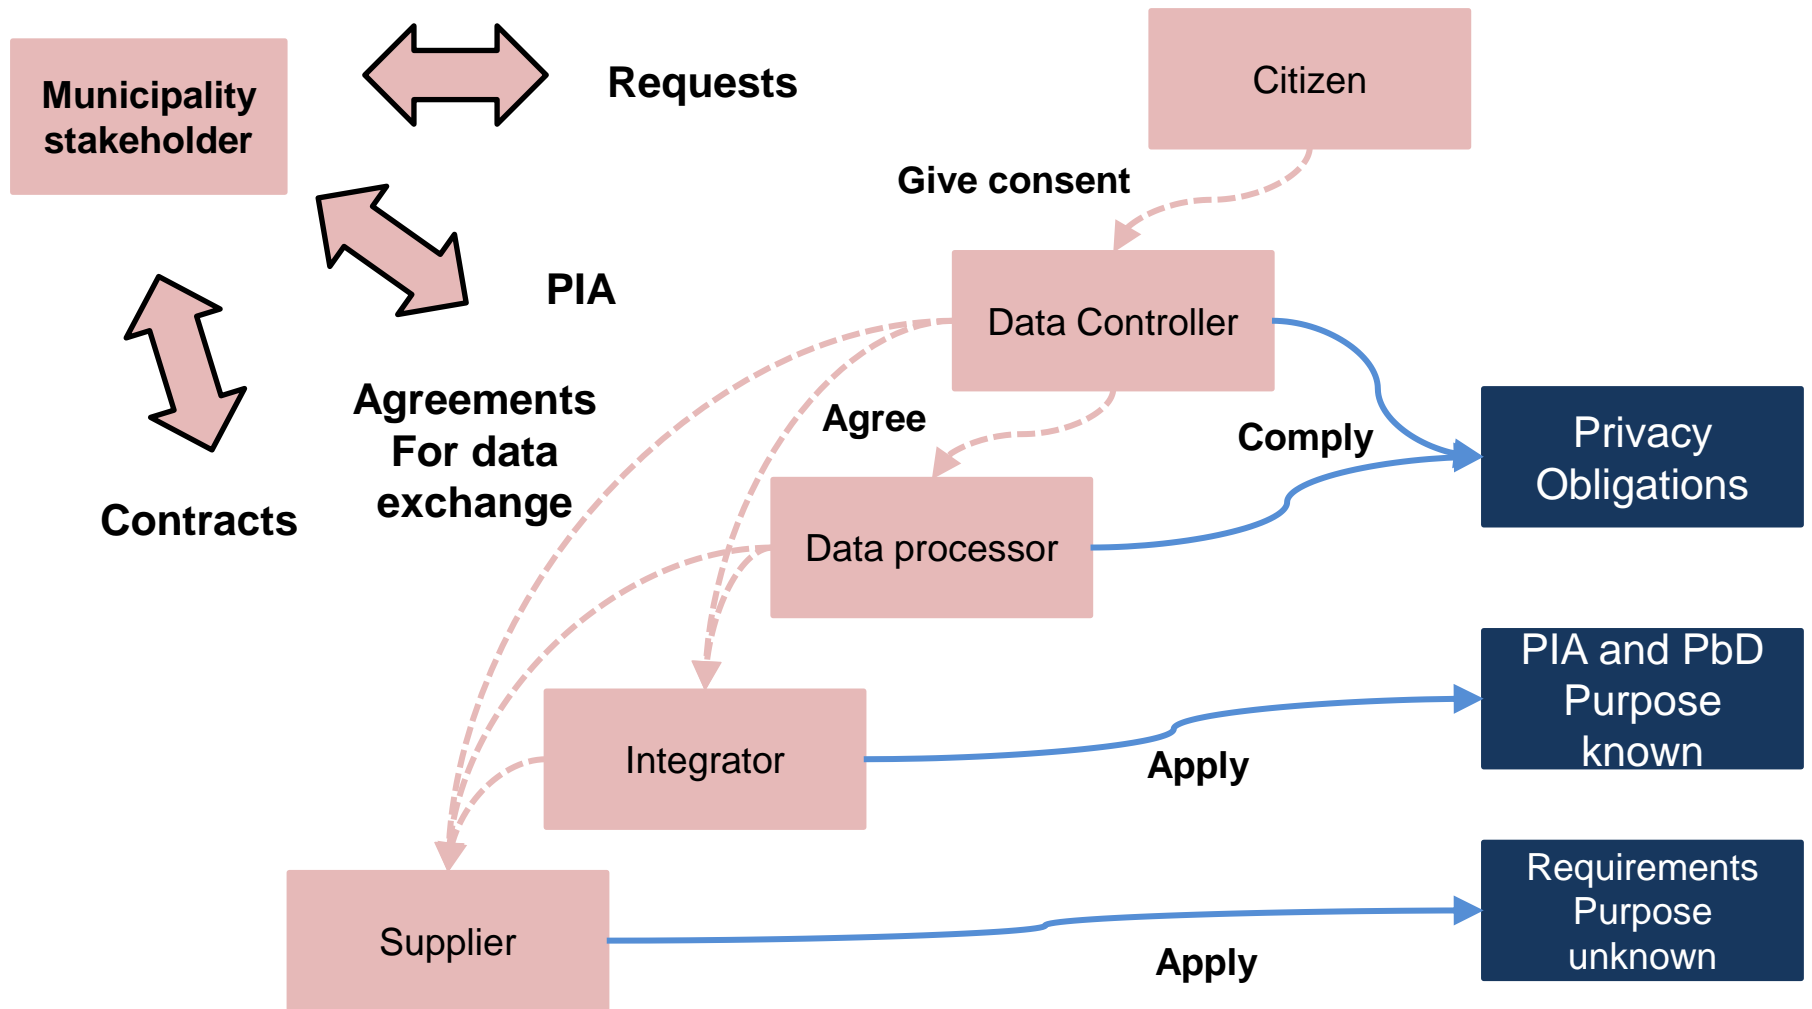 Municipality
stakeholder
Requests
Citizen
Give consent
PIA
Data Controller
Agreements
For data
exchange
Agree
Comply
Privacy
Obligations
Contracts
Data processor
PIA and PbD
Purpose
known
Integrator
Apply
Requirements
Purpose
unknown
Supplier
Apply